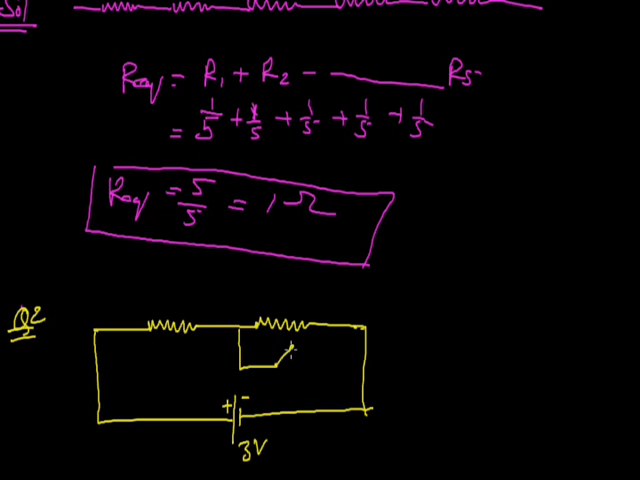 Sol
Req = R1 + R2 - ——— R5
= 1/5 + 1/5 + 1/5 + 1/5 + 1/5
Req = 5/5 = 1Ω
Q2
+ -
3V